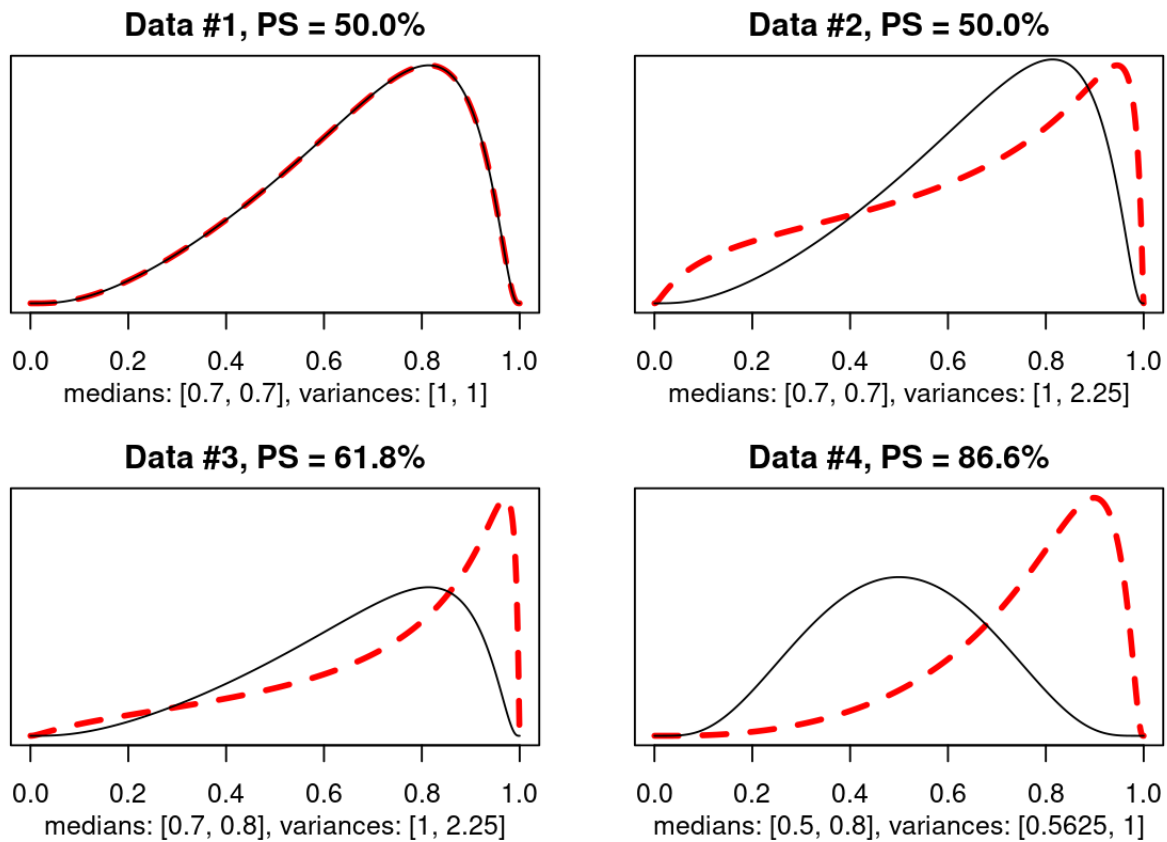 Data #1, PS = 50.0%
0.0 0.2 0.4 0.6 0.8 1.0
medians: [0.7, 0.7], variances: [1, 1]
Data #2, PS = 50.0%
0.0 0.2 0.4 0.6 0.8 1.0
medians: [0.7, 0.7], variances: [1, 2.25]
Data #3, PS = 61.8%
0.0 0.2 0.4 0.6 0.8 1.0
medians: [0.7, 0.8], variances: [1, 2.25]
Data #4, PS = 86.6%
0.0 0.2 0.4 0.6 0.8 1.0
medians: [0.5, 0.8], variances: [0.5625, 1]